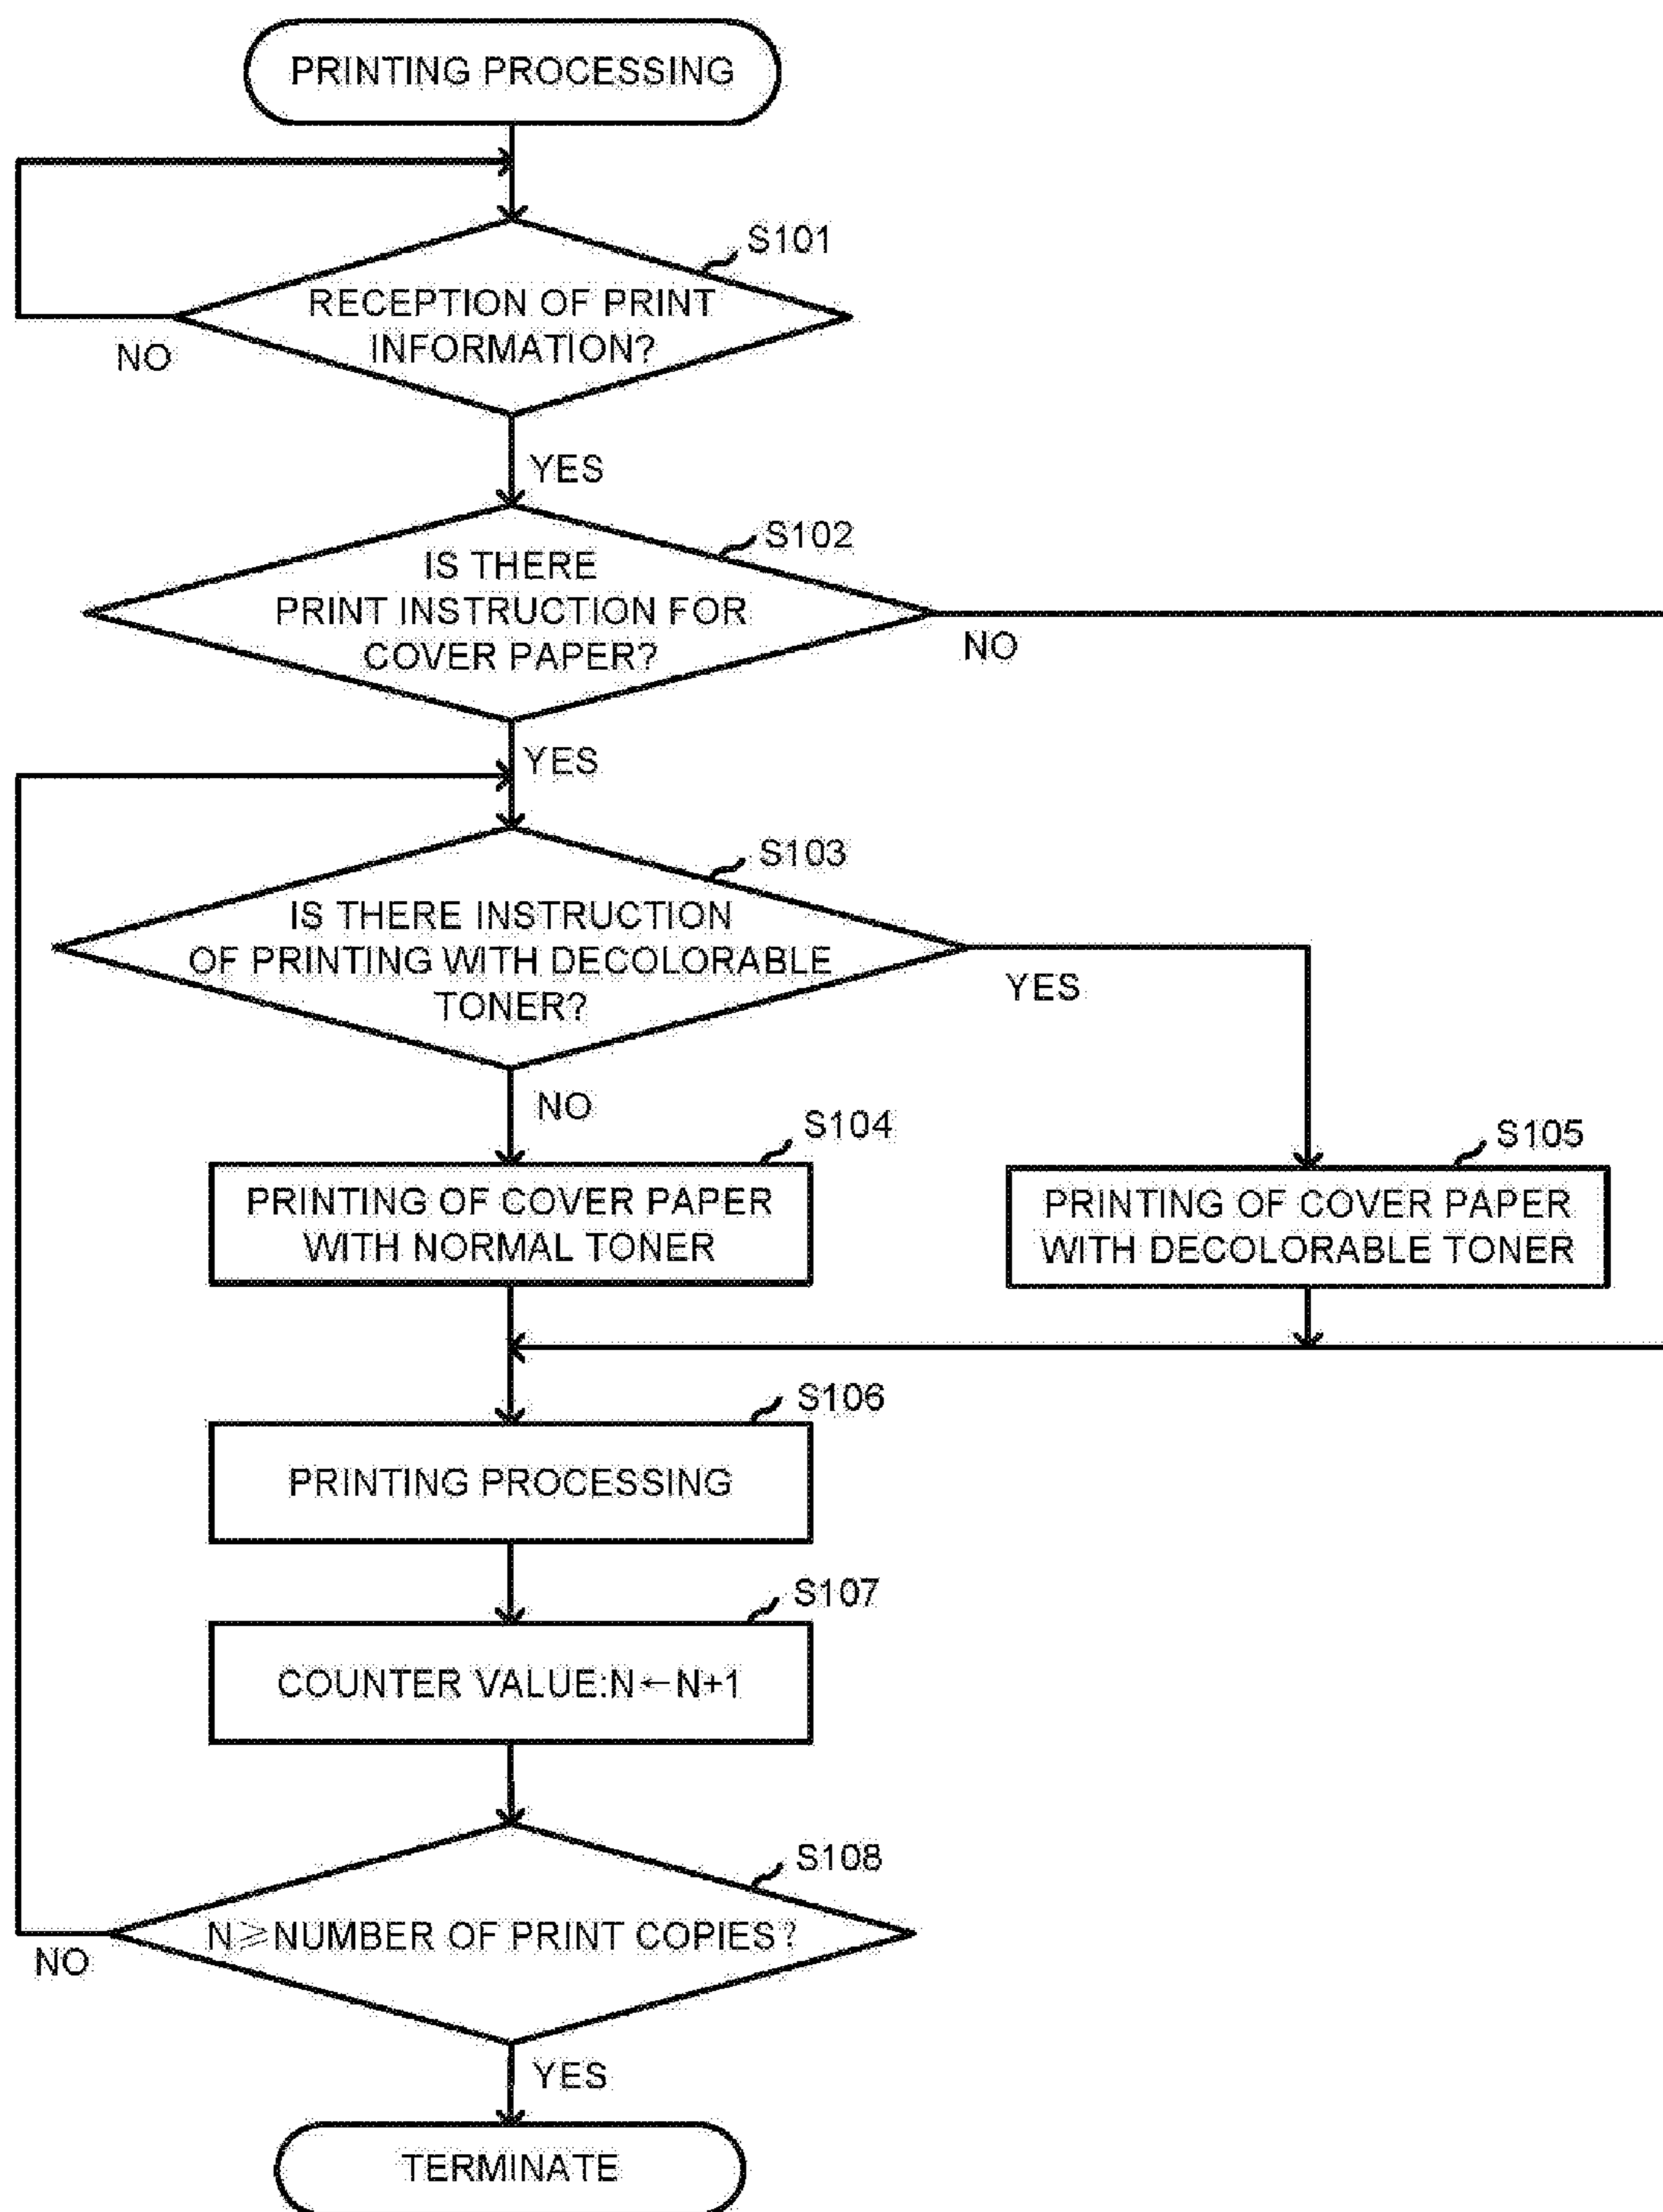 PRINTING PROCESSING
S101
RECEPTION OF PRINT
INFORMATION?
NO
YES
S102
IS THERE
PRINT INSTRUCTION FOR
COVER PAPER?
NO
YES
S103
IS THERE INSTRUCTION
OF PRINTING WITH DECOLORABLE
TONER?
YES
NO
S104
PRINTING OF COVER PAPER
WITH NORMAL TONER
S105
PRINTING OF COVER PAPER
WITH DECOLORABLE TONER
S106
PRINTING PROCESSING
S107
COUNTER VALUE:N←N+1
S108
N≥NUMBER OF PRINT COPIES?
NO
YES
TERMINATE